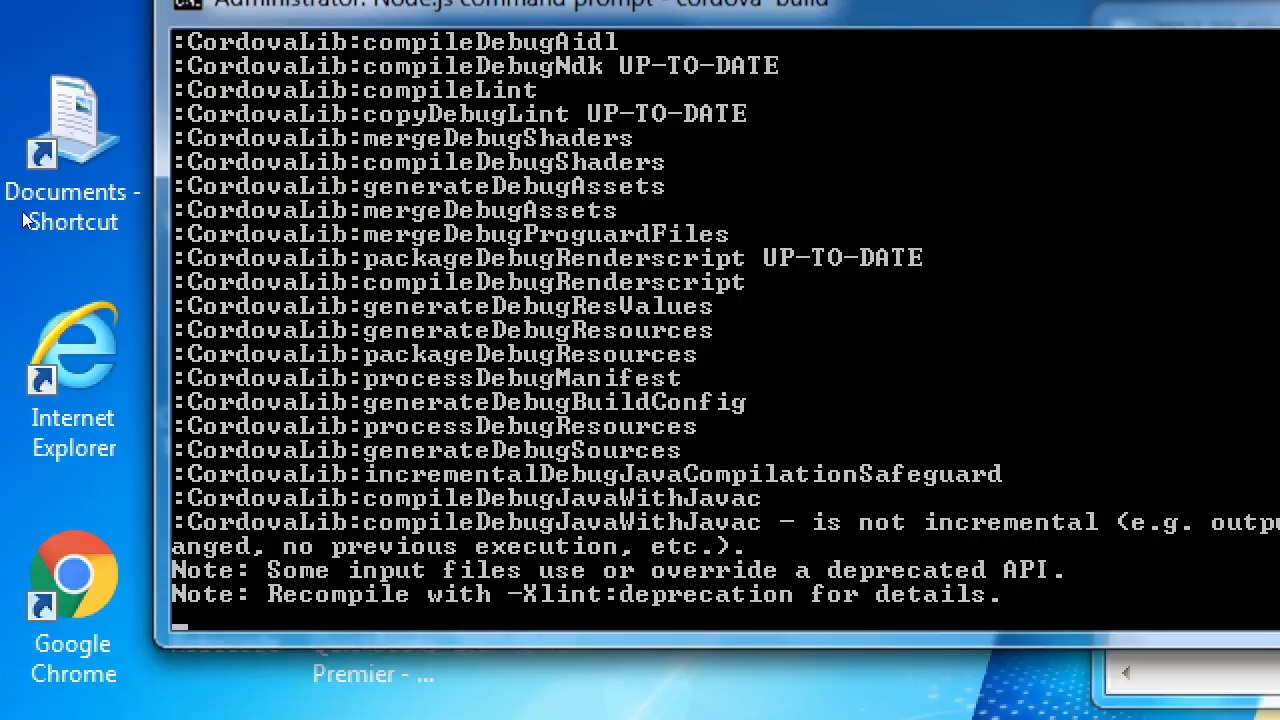 Administrator: Node.js command prompt - cordova build
:CordovaLib:compileDebugAidl
:CordovaLib:compileDebugNdk UP-TO-DATE
:CordovaLib:compileLint
:CordovaLib:copyDebugLint UP-TO-DATE
:CordovaLib:mergeDebugShaders
:CordovaLib:compileDebugShaders
:CordovaLib:generateDebugAssets
:CordovaLib:mergeDebugAssets
:CordovaLib:mergeDebugProguardFiles
:CordovaLib:packageDebugRenderscript UP-TO-DATE
:CordovaLib:compileDebugRenderscript
:CordovaLib:generateDebugResValues
:CordovaLib:generateDebugResources
:CordovaLib:packageDebugResources
:CordovaLib:processDebugManifest
:CordovaLib:generateDebugBuildConfig
:CordovaLib:processDebugResources
:CordovaLib:generateDebugSources
:CordovaLib:incrementalDebugJavaCompilationSafeguard
:CordovaLib:compileDebugJavaWithJavac
:CordovaLib:compileDebugJavaWithJavac - is not incremental (e.g. outpu
anged, no previous execution, etc.).
Note: Some input files use or override a deprecated API.
Note: Recompile with -Xlint:deprecation for details.
Documents -
Shortcut
Internet
Explorer
Google
Chrome
Premier - ...